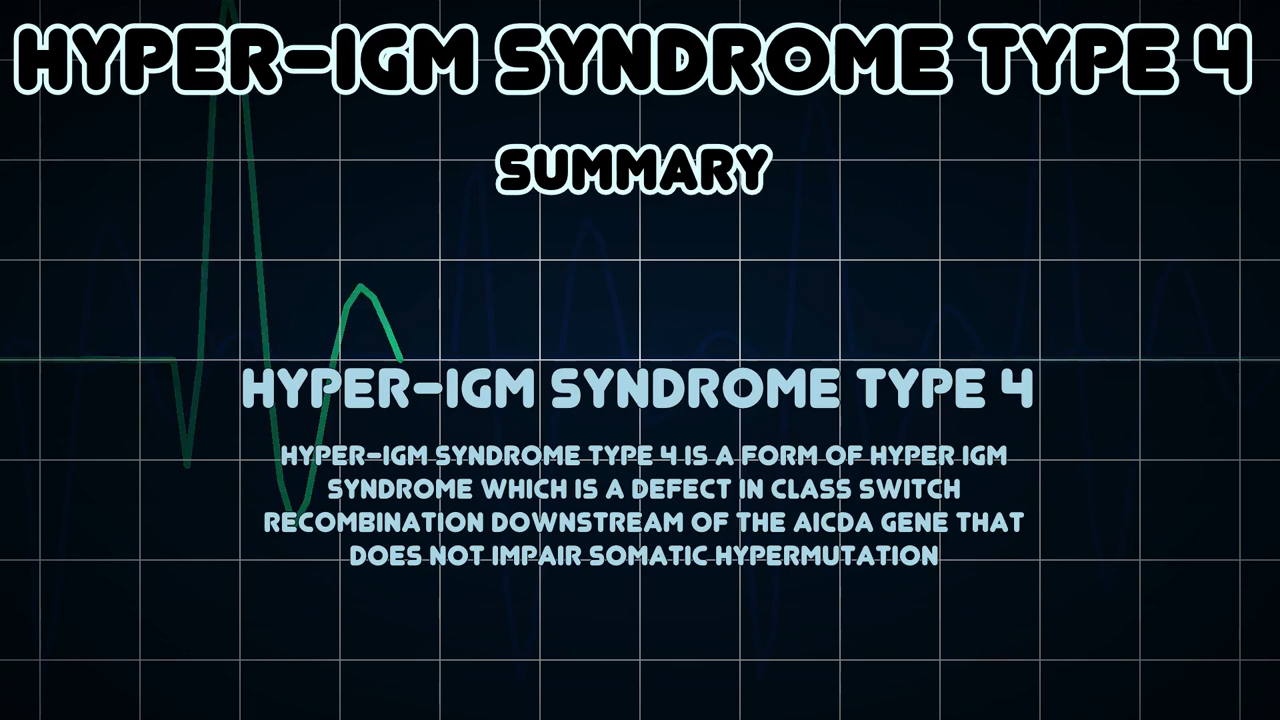 HYPER-IGM SYNDROME TYPE 4
SUMMARY
HYPER-IGM SYNDROME TYPE 4
HYPER-IGM SYNDROME TYPE 4 IS A FORM OF HYPER IGM
SYNDROME WHICH IS A DEFECT IN CLASS SWITCH
RECOMBINATION DOWNSTREAM OF THE AICDA GENE THAT
DOES NOT IMPAIR SOMATIC HYPERMUTATION